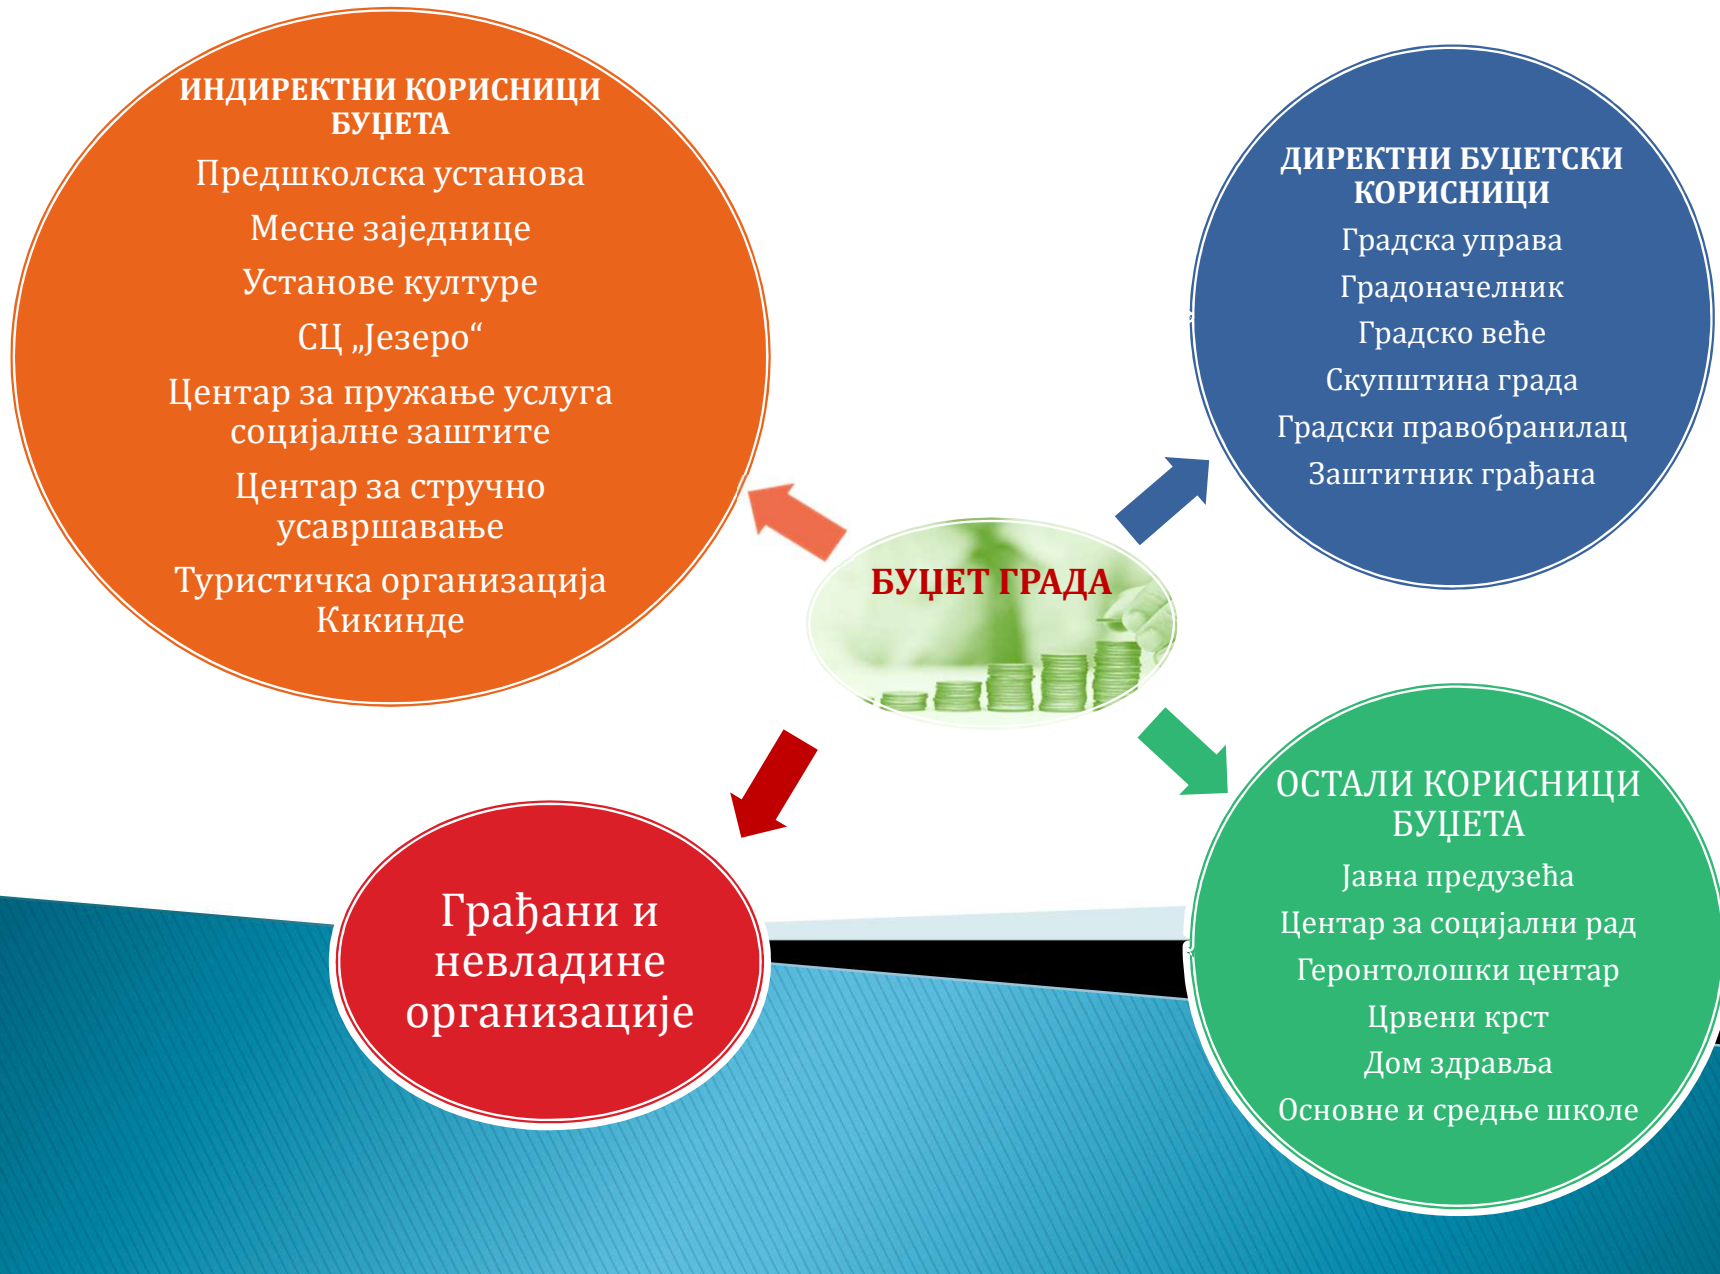 ИНДИРЕКТНИ КОРИСНИЦИ
БУЏЕТА
Предшколска установа
Месне заједнице
Установе културе
СЦ „Језеро“
Центар за пружање услуга
социјалне заштите
Центар за стручно
усавршавање
Туристичка организација
Кикинде
ДИРЕКТНИ БУЏЕТСКИ
КОРИСНИЦИ
Градска управа
Градоначелник
Градско веће
Скупштина града
Градски правобранилац
Заштитник грађана
БУЏЕТ ГРАДА
Грађани и
невладине
организације
ОСТАЛИ КОРИСНИЦИ
БУЏЕТА
Јавна предузећа
Центар за социјални рад
Геронтолошки центар
Црвени крст
Дом здравља
Основне и средње школе